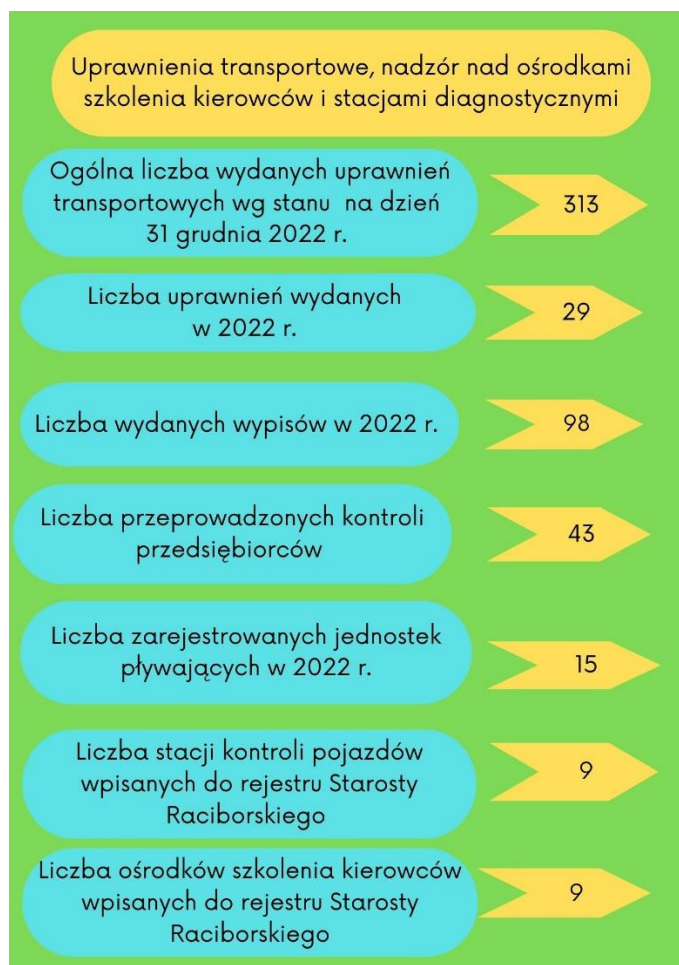 Uprawnienia transportowe, nadzór nad ośrodkami
szkolenia kierowców i stacjami diagnostycznymi
Ogólna liczba wydanych uprawnień
transportowych wg stanu na dzień
31 grudnia 2022 r.
313
Liczba uprawnień wydanych
w 2022 r.
29
Liczba wydanych wypisów w 2022 r.
98
Liczba przeprowadzonych kontroli
przedsiębiorców
43
Liczba zarejestrowanych jednostek
pływających w 2022 r.
15
Liczba stacji kontroli pojazdów
wpisanych do rejestru Starosty
Raciborskiego
9
Liczba ośrodków szkolenia kierowców
wpisanych do rejestru Starosty
Raciborskiego
9